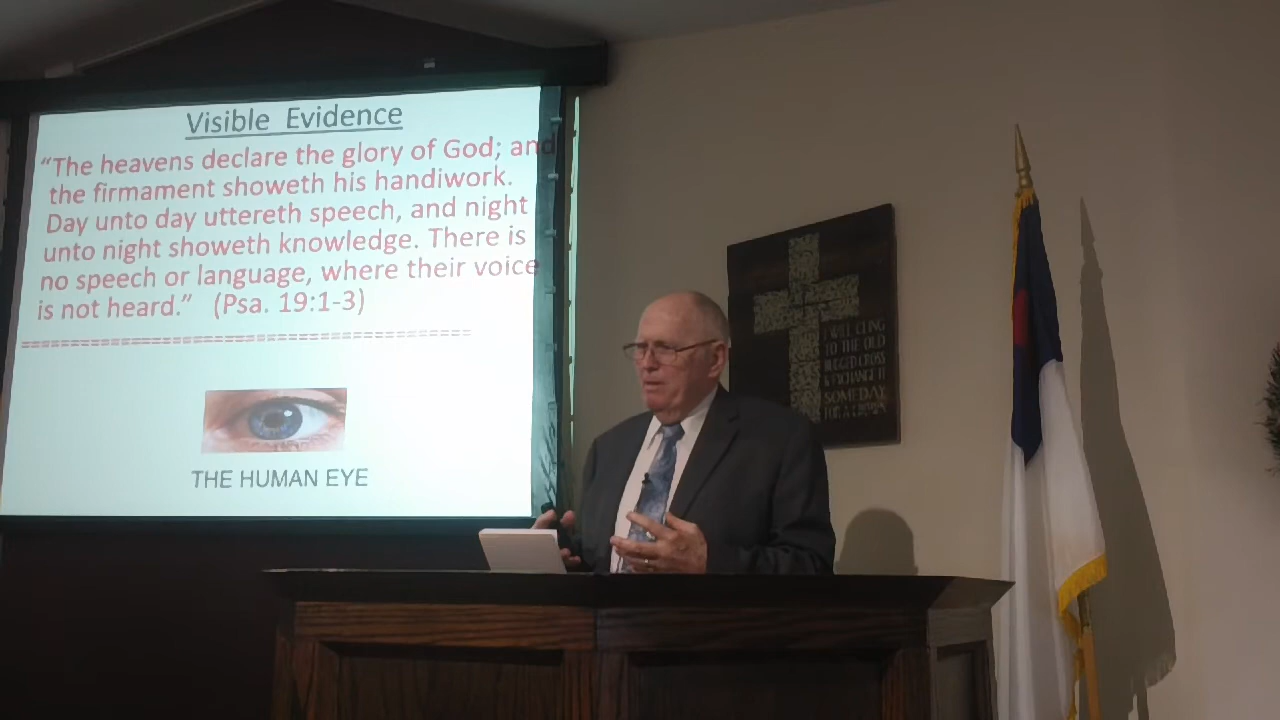 Visible Evidence
“The heavens declare the glory of God; and
the firmament showeth his handiwork.
Day unto day uttereth speech, and night
unto night showeth knowledge. There is
no speech or language, where their voice
is not heard.” (Psa. 19:1-3)
THE HUMAN EYE
I WILL CLING
TO THE OLD
RUGGED CROSS
& EXCHANGE IT
SOMEDAY
FOR A CROWN